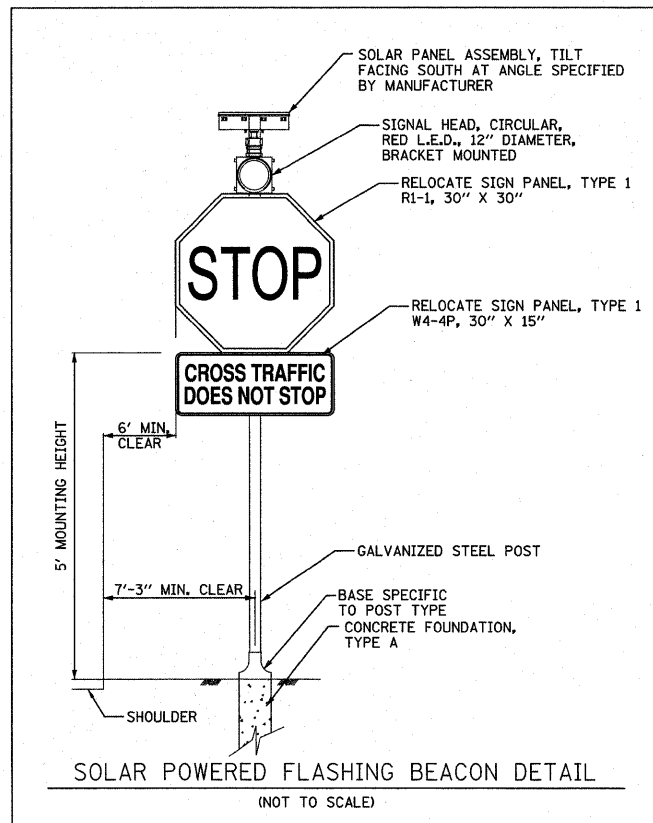 SOLAR PANEL ASSEMBLY, TILT
FACING SOUTH AT ANGLE SPECIFIED
BY MANUFACTURER
SIGNAL HEAD, CIRCULAR,
RED L.E.D., 12" DIAMETER,
BRACKET MOUNTED
RELOCATE SIGN PANEL, TYPE 1
R1-1, 30" X 30"
STOP
RELOCATE SIGN PANEL, TYPE 1
W4-4P, 30" X 15"
CROSS TRAFFIC
DOES NOT STOP
6' MIN.
CLEAR
5' MOUNTING HEIGHT
GALVANIZED STEEL POST
7'-3" MIN. CLEAR
BASE SPECIFIC
TO POST TYPE
CONCRETE FOUNDATION,
TYPE A
SHOULDER
SOLAR POWERED FLASHING BEACON DETAIL
(NOT TO SCALE)